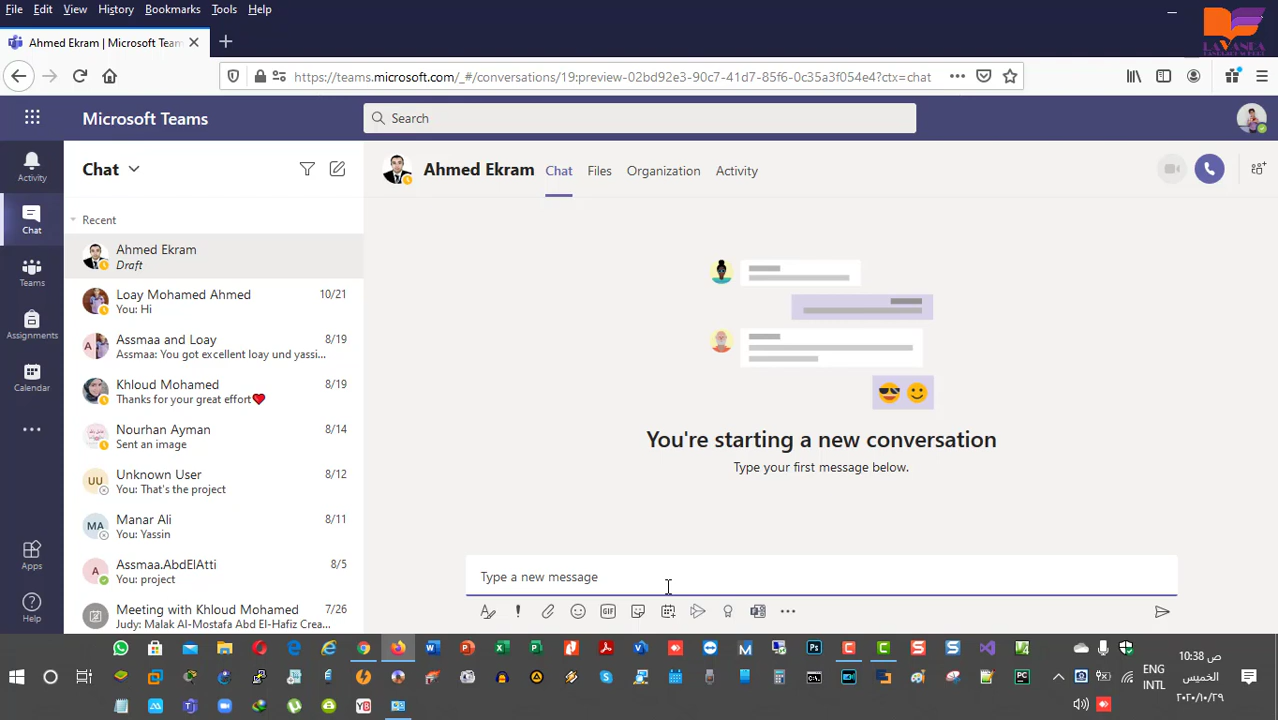 File Edit View History Bookmarks Tools Help
Ahmed Ekram | Microsoft Team
https://teams.microsoft.com/_#/conversations/19:preview-02bd92e3-90c7-41d7-85f6-0c35a3f054e4?ctx=chat
Microsoft Teams
Search
Activity
Chat
Teams
Assignments
Calendar
Apps
Help
Chat
Recent
Ahmed Ekram
Draft
Loay Mohamed Ahmed 10/21
You: Hi
A
Assmaa and Loay 8/19
Assmaa: You got excellent loay und yassi...
Khloud Mohamed 8/19
Thanks for your great effort❤
Nourhan Ayman 8/14
Sent an image
UU
Unknown User 8/12
You: That's the project
MA
Manar Ali 8/11
You: Yassin
A
Assmaa.AbdElAtti 8/5
You: project
Meeting with Khloud Mohamed 7/26
Judy: Malak Al-Mostafa Abd El-Hafiz Crea...
Ahmed Ekram Chat Files Organization Activity
You're starting a new conversation
Type your first message below.
Type a new message
GIF
ENG
INTL
10:38 ص
الخميس
٢٠٢٠/١٠/٢٩